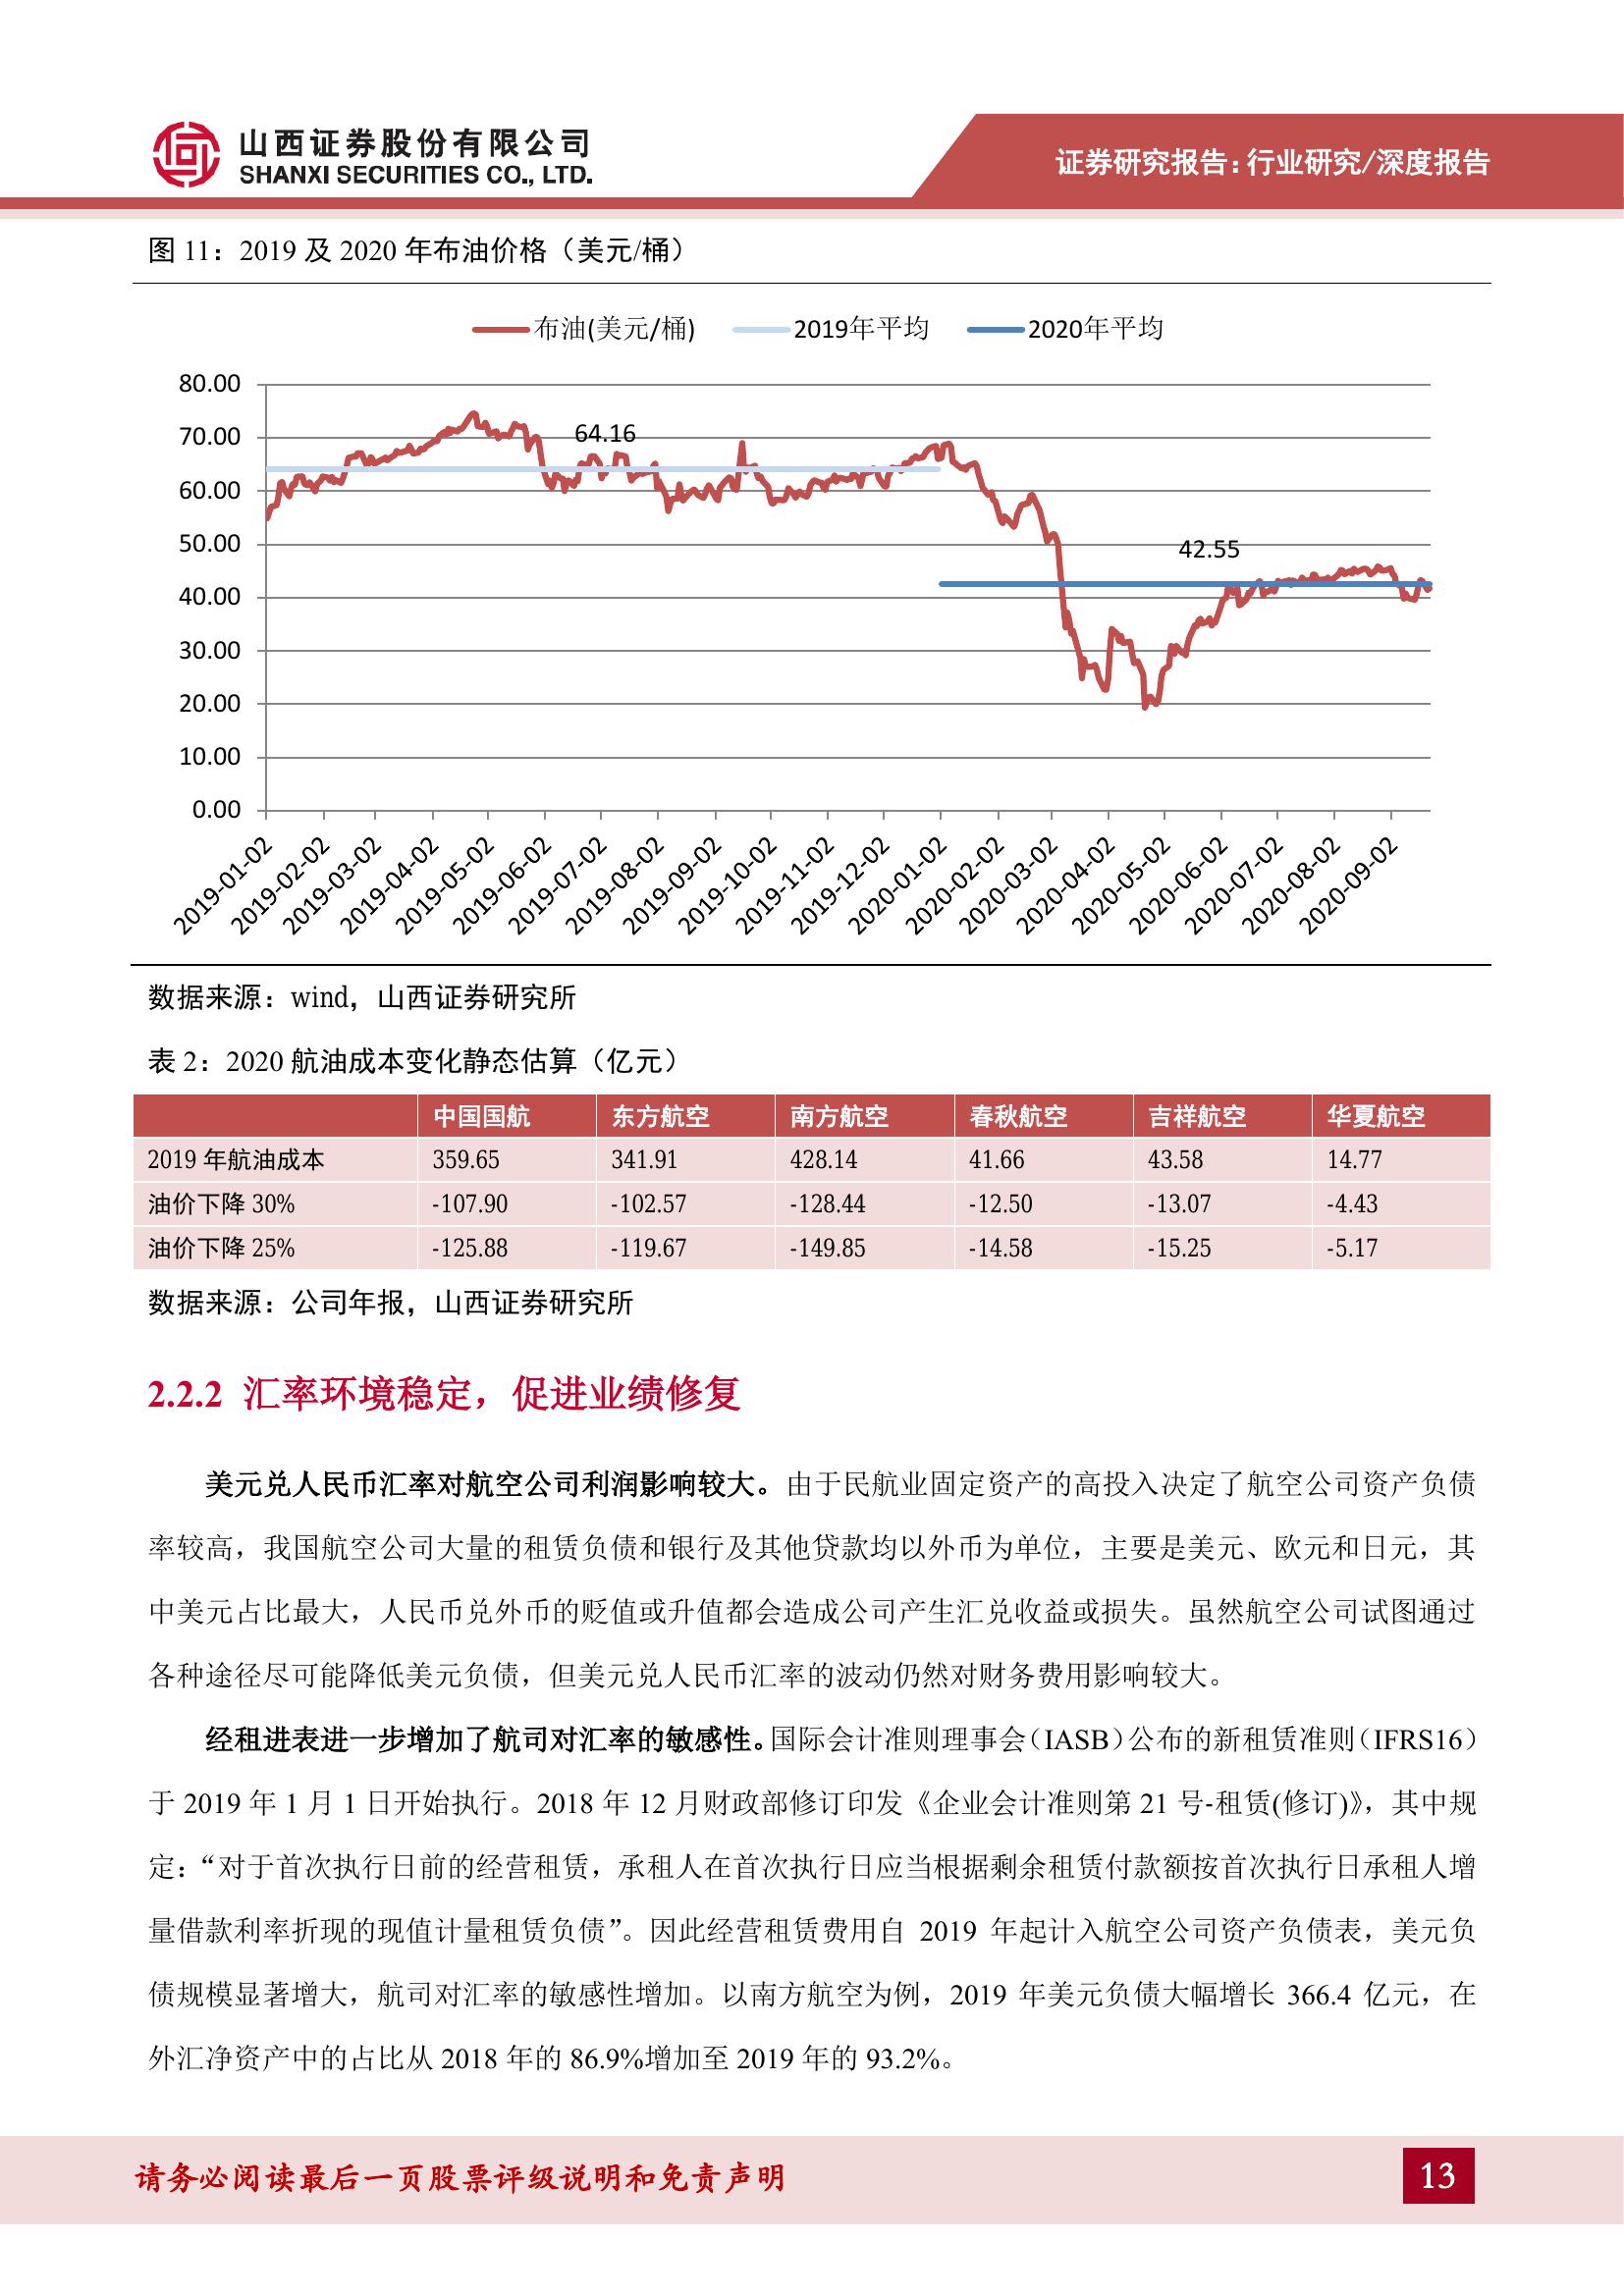 山西证券股份有限公司
SHANXI SECURITIES CO., LTD.
证券研究报告：行业研究/深度报告
图 11：2019 及 2020 年布油价格（美元/桶）
布油(美元/桶) 2019年平均 2020年平均
80.00
70.00
60.00
50.00
40.00
30.00
20.00
10.00
0.00
64.16
42.55
2019-01-02
2019-02-02
2019-03-02
2019-04-02
2019-05-02
2019-06-02
2019-07-02
2019-08-02
2019-09-02
2019-10-02
2019-11-02
2019-12-02
2020-01-02
2020-02-02
2020-03-02
2020-04-02
2020-05-02
2020-06-02
2020-07-02
2020-08-02
2020-09-02
数据来源：wind，山西证券研究所
表 2：2020 航油成本变化静态估算（亿元）
中国国航 东方航空 南方航空 春秋航空 吉祥航空 华夏航空
2019 年航油成本 359.65 341.91 428.14 41.66 43.58 14.77
油价下降 30% -107.90 -102.57 -128.44 -12.50 -13.07 -4.43
油价下降 25% -125.88 -119.67 -149.85 -14.58 -15.25 -5.17
数据来源：公司年报，山西证券研究所
2.2.2 汇率环境稳定，促进业绩修复
美元兑人民币汇率对航空公司利润影响较大。由于民航业固定资产的高投入决定了航空公司资产负债
率较高，我国航空公司大量的租赁负债和银行及其他贷款均以外币为单位，主要是美元、欧元和日元，其
中美元占比最大，人民币兑外币的贬值或升值都会造成公司产生汇兑收益或损失。虽然航空公司试图通过
各种途径尽可能降低美元负债，但美元兑人民币汇率的波动仍然对财务费用影响较大。
经租进表进一步增加了航司对汇率的敏感性。国际会计准则理事会（IASB）公布的新租赁准则（IFRS16）
于 2019 年 1 月 1 日开始执行。2018 年 12 月财政部修订印发《企业会计准则第 21 号-租赁(修订)》，其中规
定：“对于首次执行日前的经营租赁，承租人在首次执行日应当根据剩余租赁付款额按首次执行日承租人增
量借款利率折现的现值计量租赁负债”。因此经营租赁费用自 2019 年起计入航空公司资产负债表，美元负
债规模显著增大，航司对汇率的敏感性增加。以南方航空为例，2019 年美元负债大幅增长 366.4 亿元，在
外汇净资产中的占比从 2018 年的 86.9%增加至 2019 年的 93.2%。
请务必阅读最后一页股票评级说明和免责声明
13